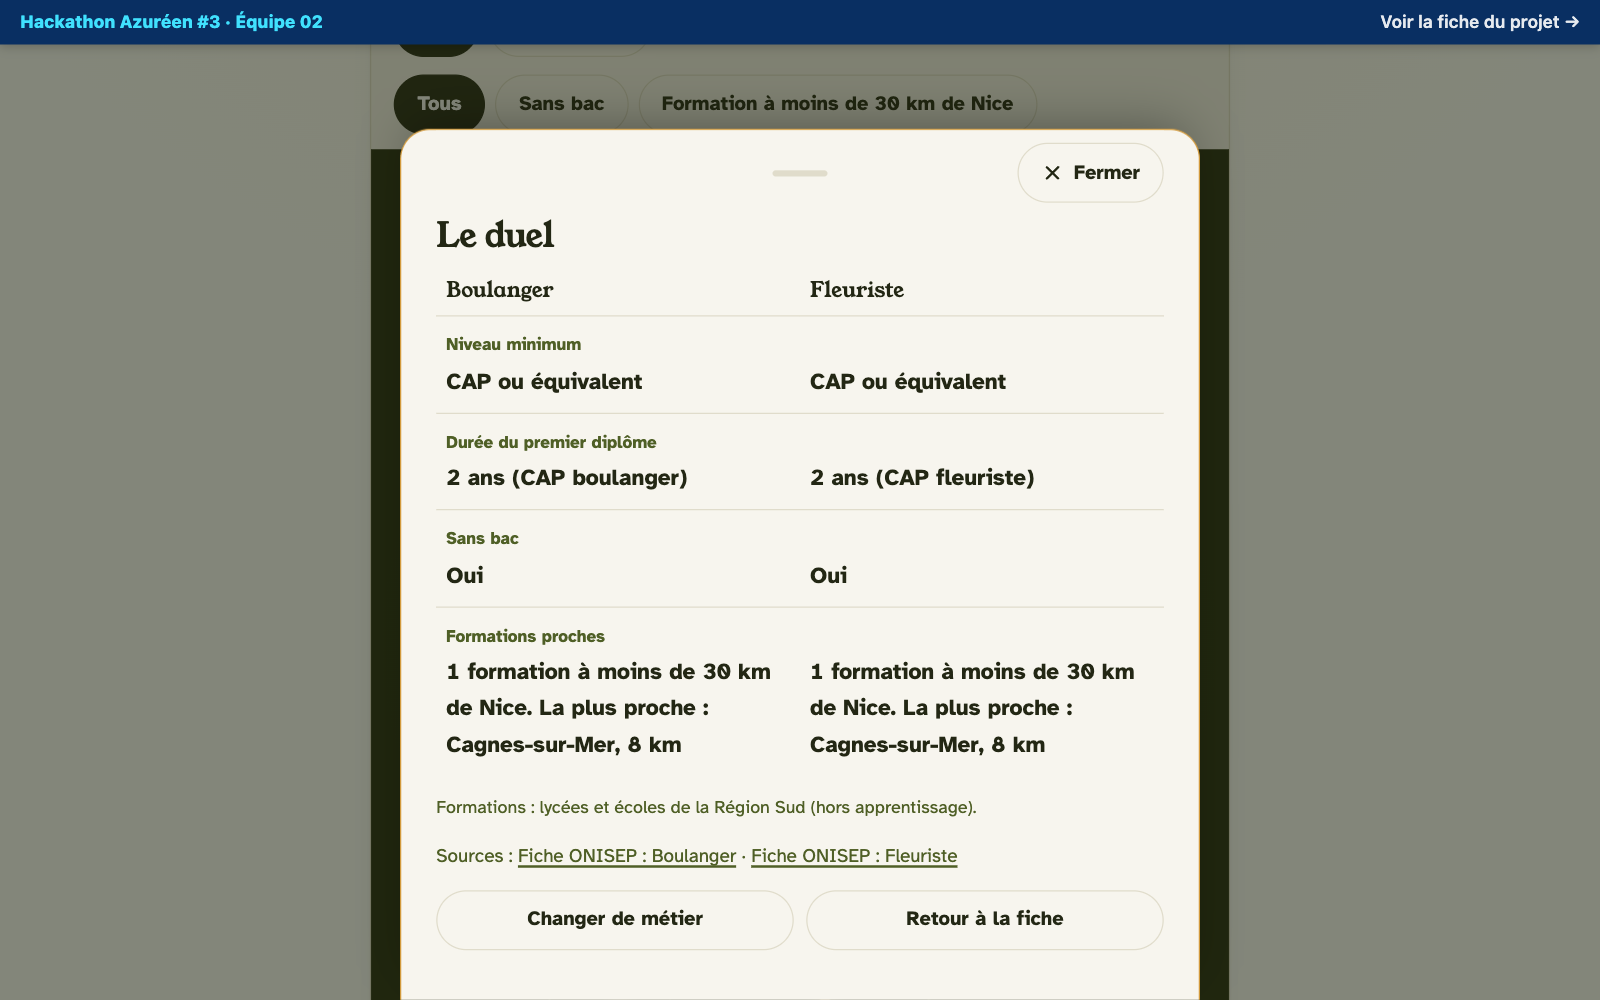 Hackathon Azuréen #3 · Équipe 02
Voir la fiche du projet →
Tous
Sans bac
Formation à moins de 30 km de Nice
Fermer
Le duel
Boulanger
Fleuriste
Niveau minimum
CAP ou équivalent
CAP ou équivalent
Durée du premier diplôme
2 ans (CAP boulanger)
2 ans (CAP fleuriste)
Sans bac
Oui
Oui
Formations proches
1 formation à moins de 30 km
de Nice. La plus proche :
Cagnes-sur-Mer, 8 km
1 formation à moins de 30 km
de Nice. La plus proche :
Cagnes-sur-Mer, 8 km
Formations : lycées et écoles de la Région Sud (hors apprentissage).
Sources : Fiche ONISEP : Boulanger · Fiche ONISEP : Fleuriste
Changer de métier
Retour à la fiche